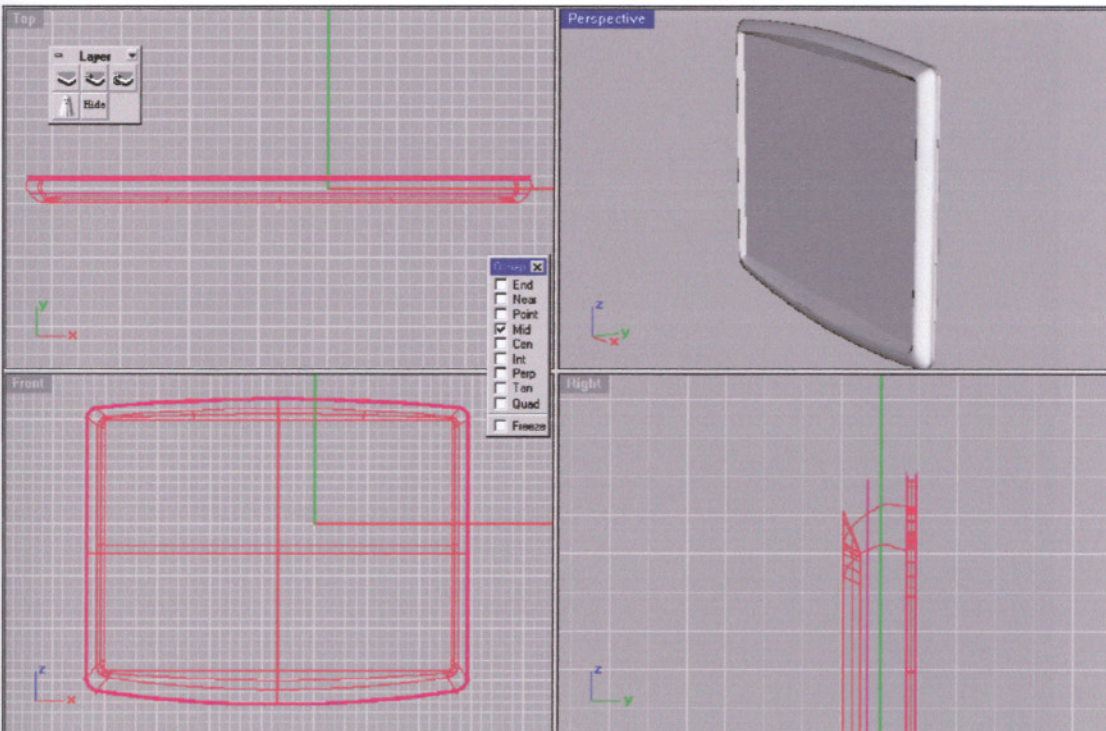 Top
Layer
Hide
y
x
Perspective
z
y
x
End
Near
Point
Mid
Cen
Int
Perp
Tan
Quad
Freeze
Front
z
x
Right
z
y